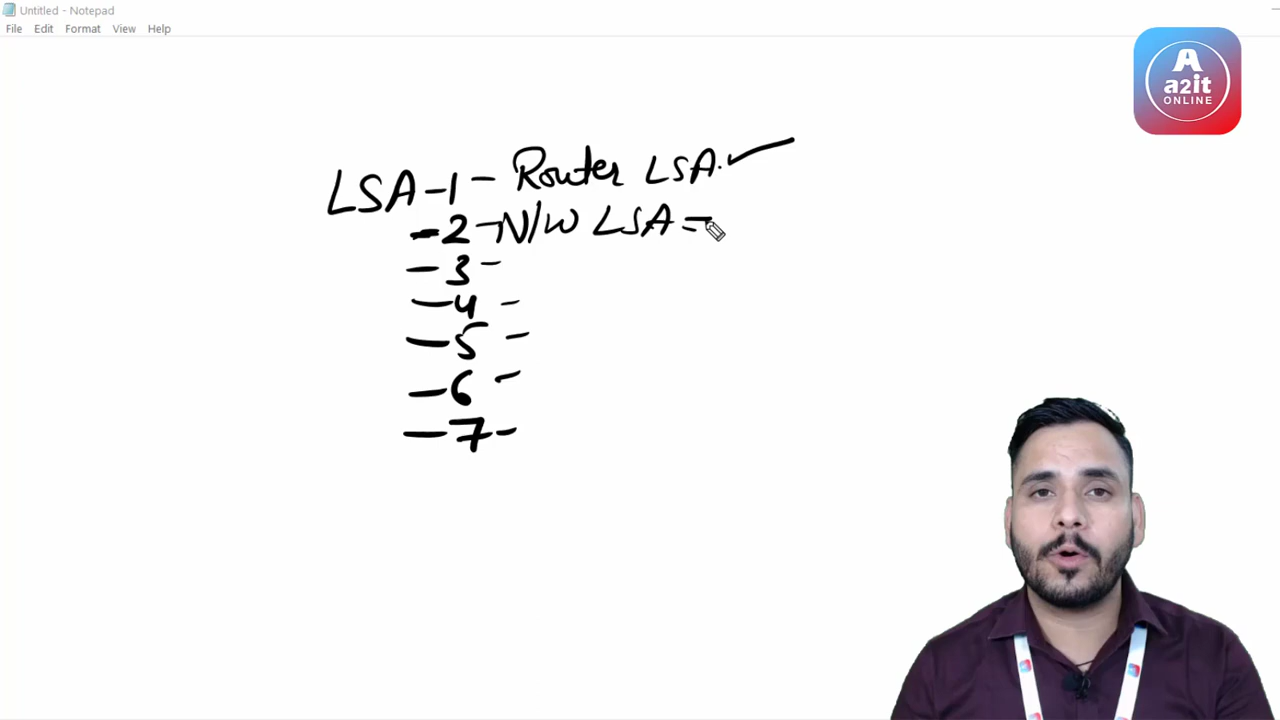 Untitled - Notepad
File Edit Format View Help
A
a2it
ONLINE
LSA-1 - Router LSA. ✓
-2 - N/W LSA =
-3 -
-4 -
-5 -
-6 -
-7 -